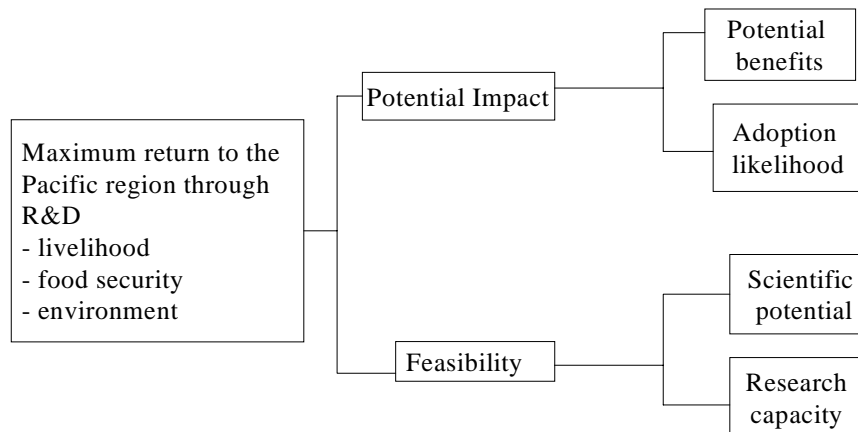 Maximum return to the
Pacific region through
R&D
- livelihood
- food security
- environment
Potential Impact
Potential
benefits
Adoption
likelihood
Feasibility
Scientific
potential
Research
capacity